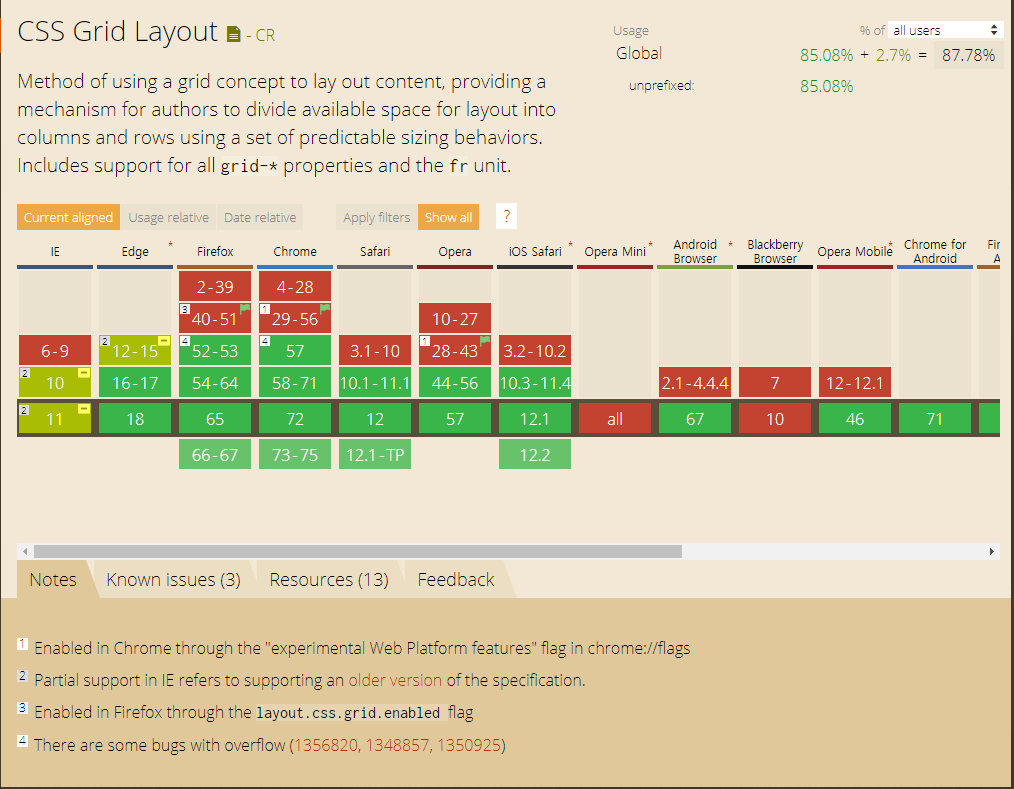 CSS Grid Layout - CR
Usage % of all users
Global 85.08% + 2.7% = 87.78%
unprefixed: 85.08%
Method of using a grid concept to lay out content, providing a
mechanism for authors to divide available space for layout into
columns and rows using a set of predictable sizing behaviors.
Includes support for all grid-* properties and the fr unit.
Current aligned Usage relative Date relative Apply filters Show all ?
IE Edge * Firefox Chrome Safari Opera iOS Safari * Opera Mini * Android Browser * Blackberry Browser Opera Mobile * Chrome for Android Fir A
2-39 4-28
3 40-51 1 29-56 10-27
6-9 2 12-15 4 52-53 4 57 3.1-10 1 28-43 3.2-10.2
2 10 16-17 54-64 58-71 10.1-11.1 44-56 10.3-11.4 2.1-4.4.4 7 12-12.1
2 11 18 65 72 12 57 12.1 all 67 10 46 71
66-67 73-75 12.1-TP 12.2
Notes Known issues (3) Resources (13) Feedback
1 Enabled in Chrome through the "experimental Web Platform features" flag in chrome://flags
2 Partial support in IE refers to supporting an older version of the specification.
3 Enabled in Firefox through the layout.css.grid.enabled flag
4 There are some bugs with overflow (1356820, 1348857, 1350925)